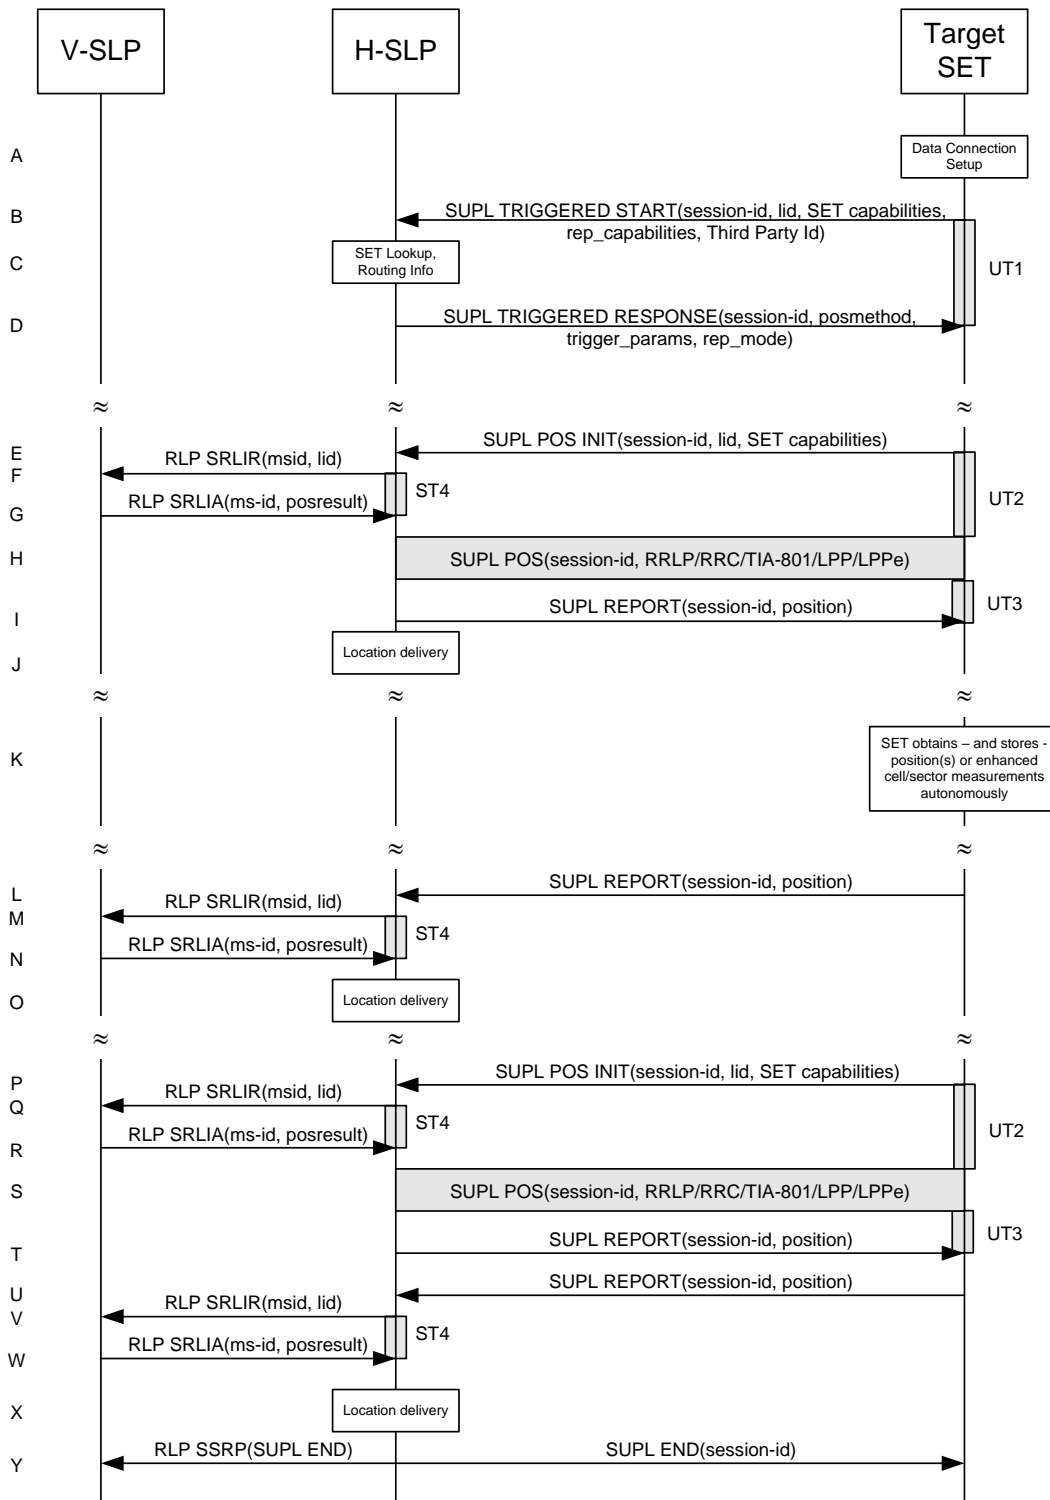 V-SLP
H-SLP
Target
SET
A
Data Connection
Setup
B
SUPL TRIGGERED START(session-id, lid, SET capabilities,
rep_capabilities, Third Party Id)
C
SET Lookup,
Routing Info
UT1
D
SUPL TRIGGERED RESPONSE(session-id, posmethod,
trigger_params, rep_mode)
≈ ≈ ≈
E
SUPL POS INIT(session-id, lid, SET capabilities)
F
RLP SRLIR(msid, lid)
ST4
UT2
G
RLP SRLIA(ms-id, posresult)
H
SUPL POS(session-id, RRLP/RRC/TIA-801/LPP/LPPe)
I
SUPL REPORT(session-id, position)
UT3
J
Location delivery
≈ ≈ ≈
K
SET obtains – and stores -
position(s) or enhanced
cell/sector measurements
autonomously
≈ ≈ ≈
L
SUPL REPORT(session-id, position)
M
RLP SRLIR(msid, lid)
ST4
N
RLP SRLIA(ms-id, posresult)
O
Location delivery
≈ ≈ ≈
P
SUPL POS INIT(session-id, lid, SET capabilities)
Q
RLP SRLIR(msid, lid)
ST4
UT2
R
RLP SRLIA(ms-id, posresult)
S
SUPL POS(session-id, RRLP/RRC/TIA-801/LPP/LPPe)
T
SUPL REPORT(session-id, position)
UT3
U
SUPL REPORT(session-id, position)
V
RLP SRLIR(msid, lid)
ST4
W
RLP SRLIA(ms-id, posresult)
X
Location delivery
Y
RLP SSRP(SUPL END)
SUPL END(session-id)